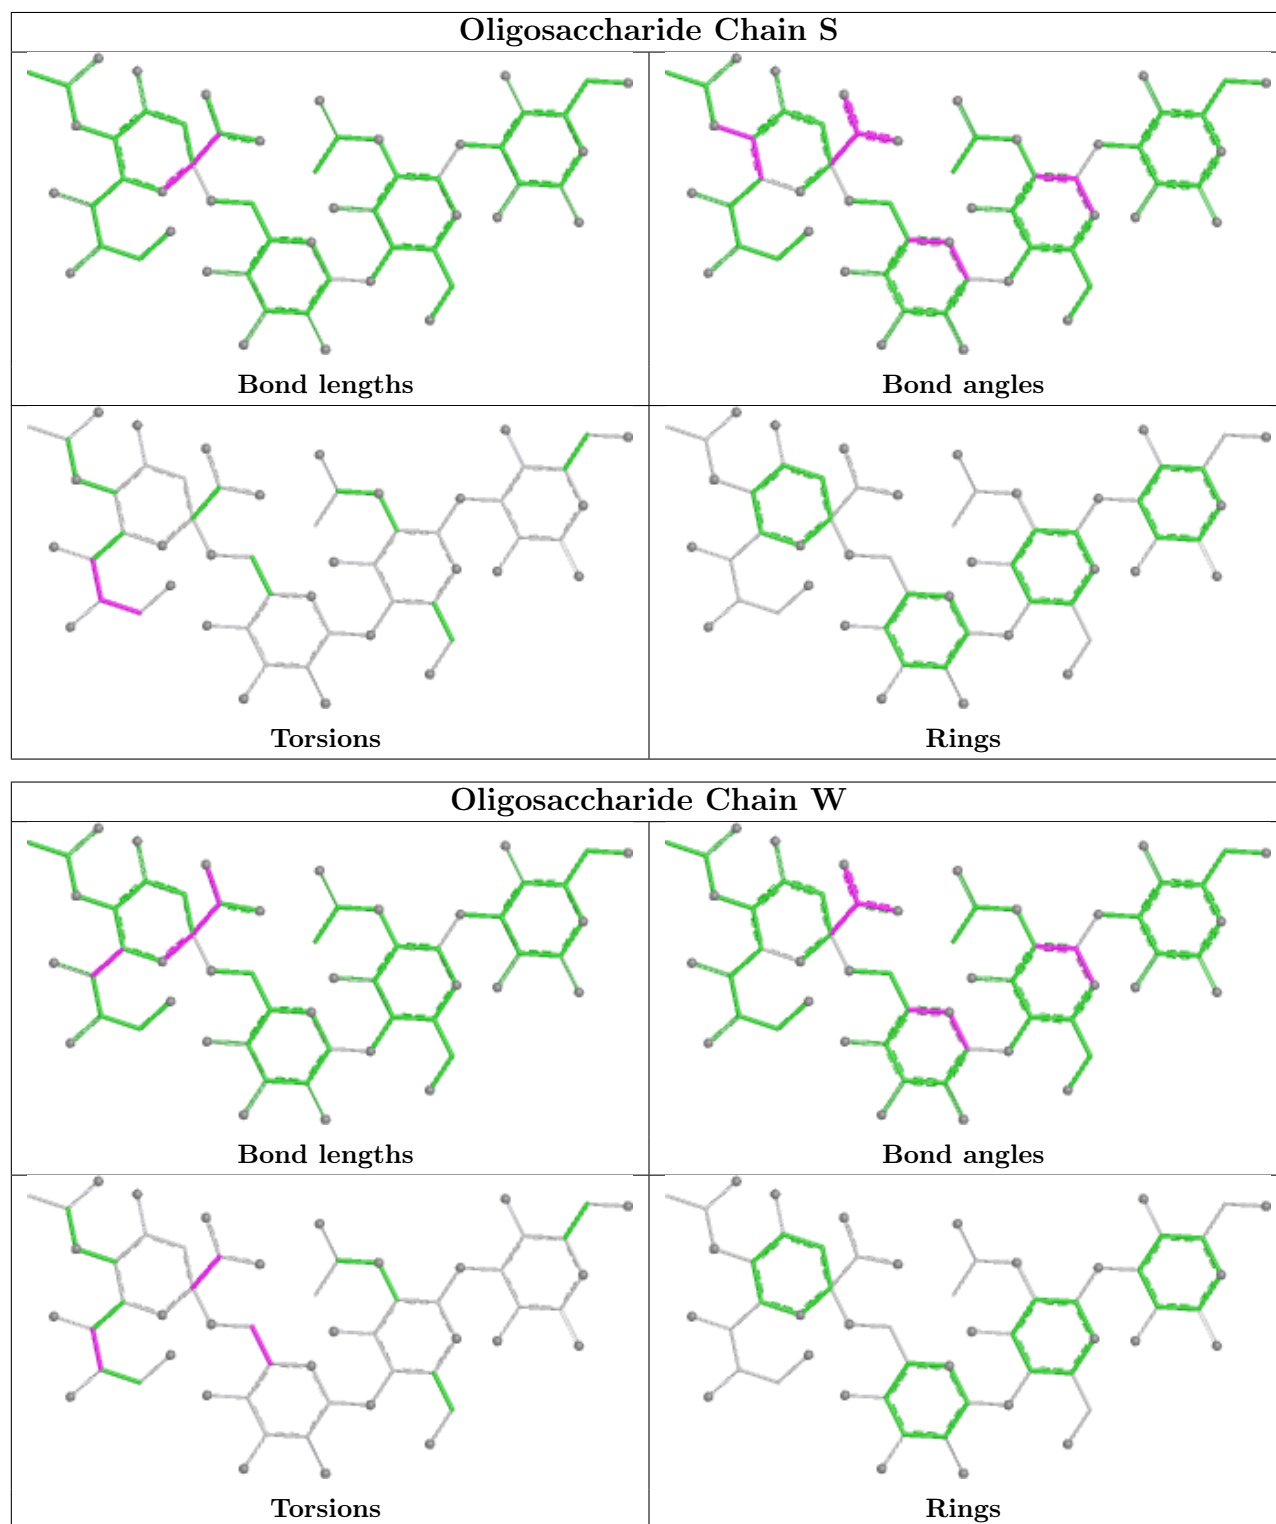 Oligosaccharide Chain S
Bond lengths
Bond angles
Torsions
Rings
Oligosaccharide Chain W
Bond lengths
Bond angles
Torsions
Rings